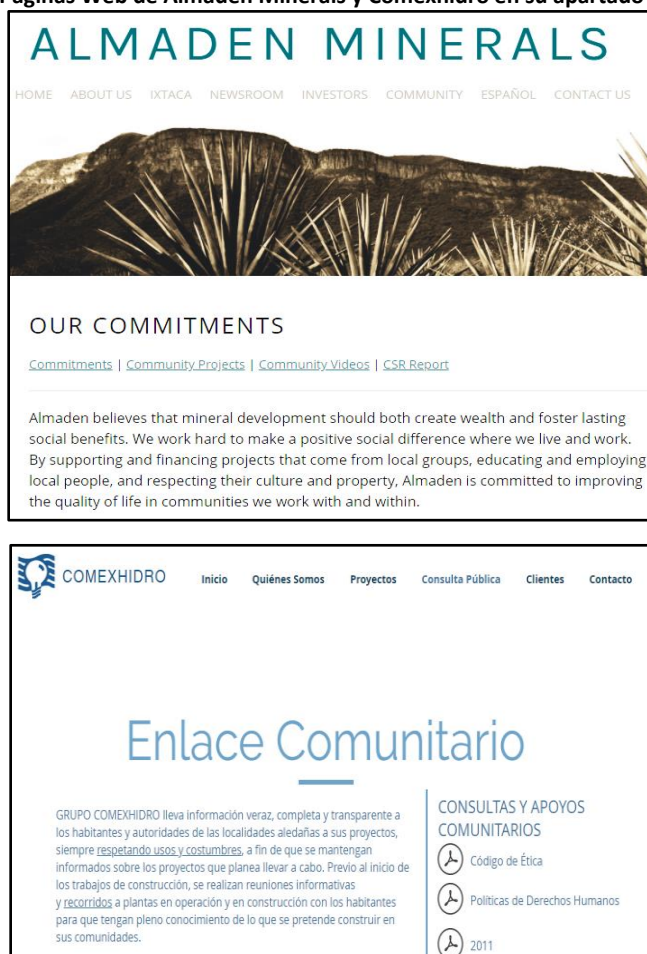 Páginas Web de Almaden Minerals y Comexhidro en su apartado
ALMADEN MINERALS
HOME ABOUT US IXTACA NEWSROOM INVESTORS COMMUNITY ESPAÑOL CONTACT US
OUR COMMITMENTS
Commitments | Community Projects | Community Videos | CSR Report
Almaden believes that mineral development should both create wealth and foster lasting
social benefits. We work hard to make a positive social difference where we live and work.
By supporting and financing projects that come from local groups, educating and employing
local people, and respecting their culture and property, Almaden is committed to improving
the quality of life in communities we work with and within.
COMEXHIDRO Inicio Quiénes Somos Proyectos Consulta Pública Clientes Contacto
Enlace Comunitario
GRUPO COMEXHIDRO lleva información veraz, completa y transparente a
los habitantes y autoridades de las localidades aledañas a sus proyectos,
siempre respetando usos y costumbres, a fin de que se mantengan
informados sobre los proyectos que planea llevar a cabo. Previo al inicio de
los trabajos de construcción, se realizan reuniones informativas
y recorridos a plantas en operación y en construcción con los habitantes
para que tengan pleno conocimiento de lo que se pretende construir en
sus comunidades.
CONSULTAS Y APOYOS
COMUNITARIOS
Código de Ética
Políticas de Derechos Humanos
2011